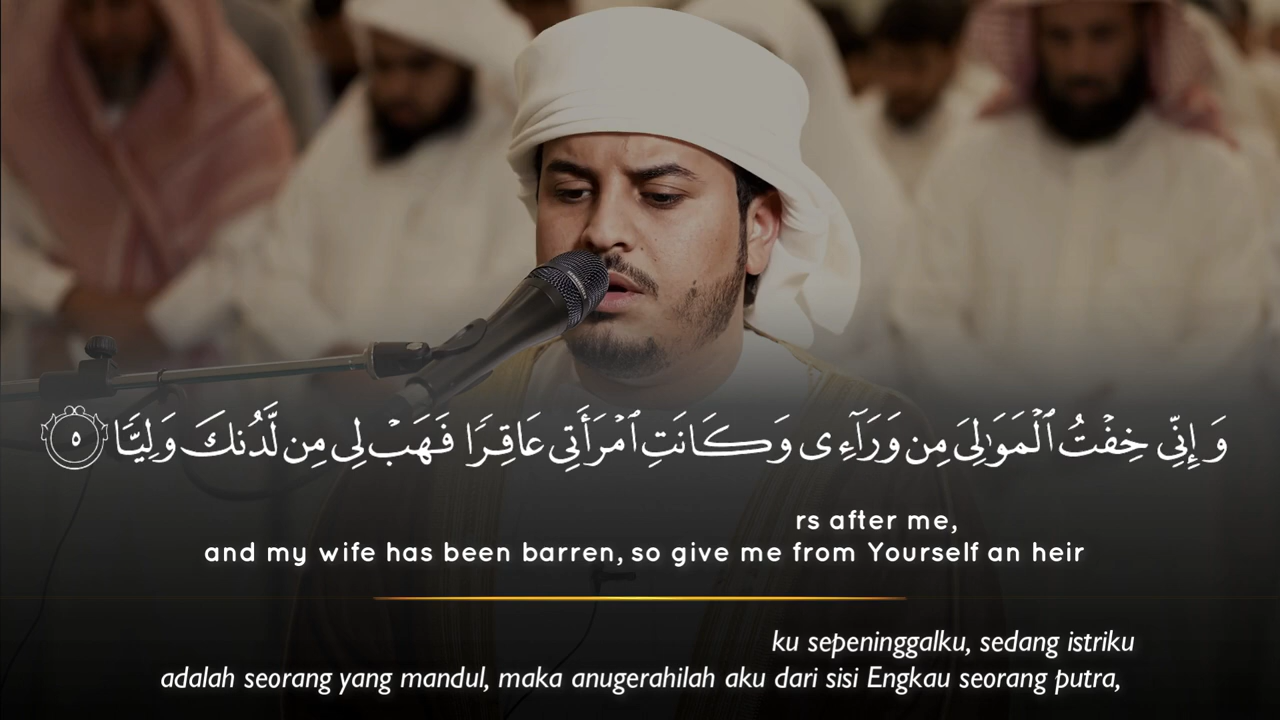 وَإِنِّي خِفْتُ ٱلْمَوَٰلِىَ مِن وَرَآءِى وَكَانَتِ ٱمْرَأَتِى عَاقِرًا فَهَبْ لِى مِن لَّدُنكَ وَلِيًّا ٥
rs after me,
and my wife has been barren, so give me from Yourself an heir
ku sepeninggalku, sedang istriku
adalah seorang yang mandul, maka anugerahilah aku dari sisi Engkau seorang putra,